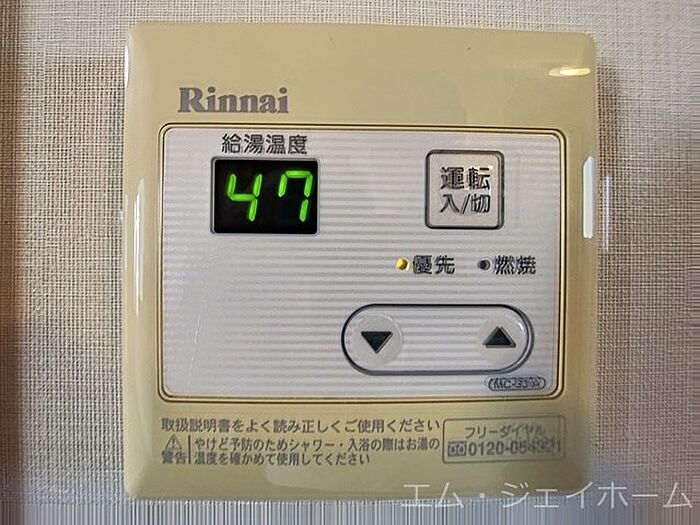 Rinnai
給湯温度
47
運転
入/切
優先 燃焼
取扱説明書をよく読み正しくご使用ください
警告 やけど予防のためシャワー・入浴の際はお湯の
温度を確かめて使用してください
フリーダイヤル
0120-054321
エム・ジェイホーム